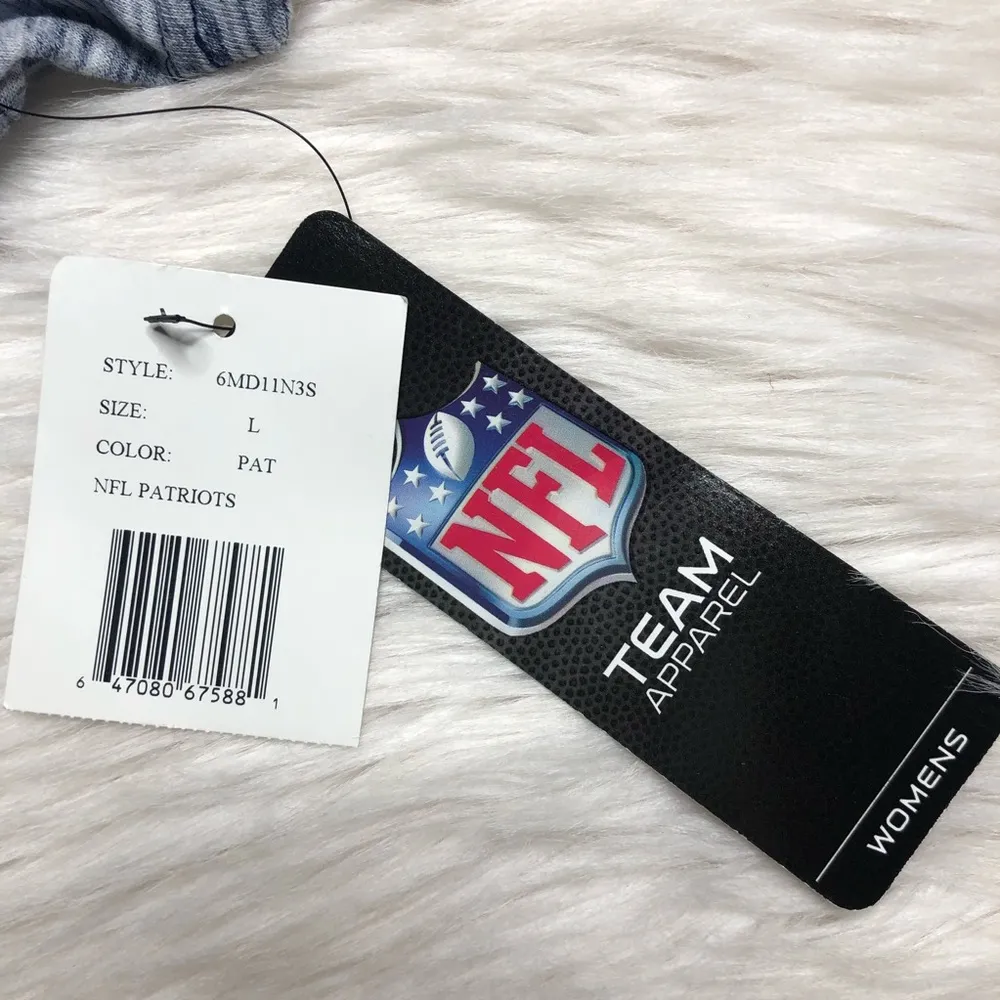 STYLE: 6MD11N3S
SIZE: L
COLOR: PAT
NFL PATRIOTS
6 47080 67588 1
NFL
TEAM
APPAREL
WOMENS